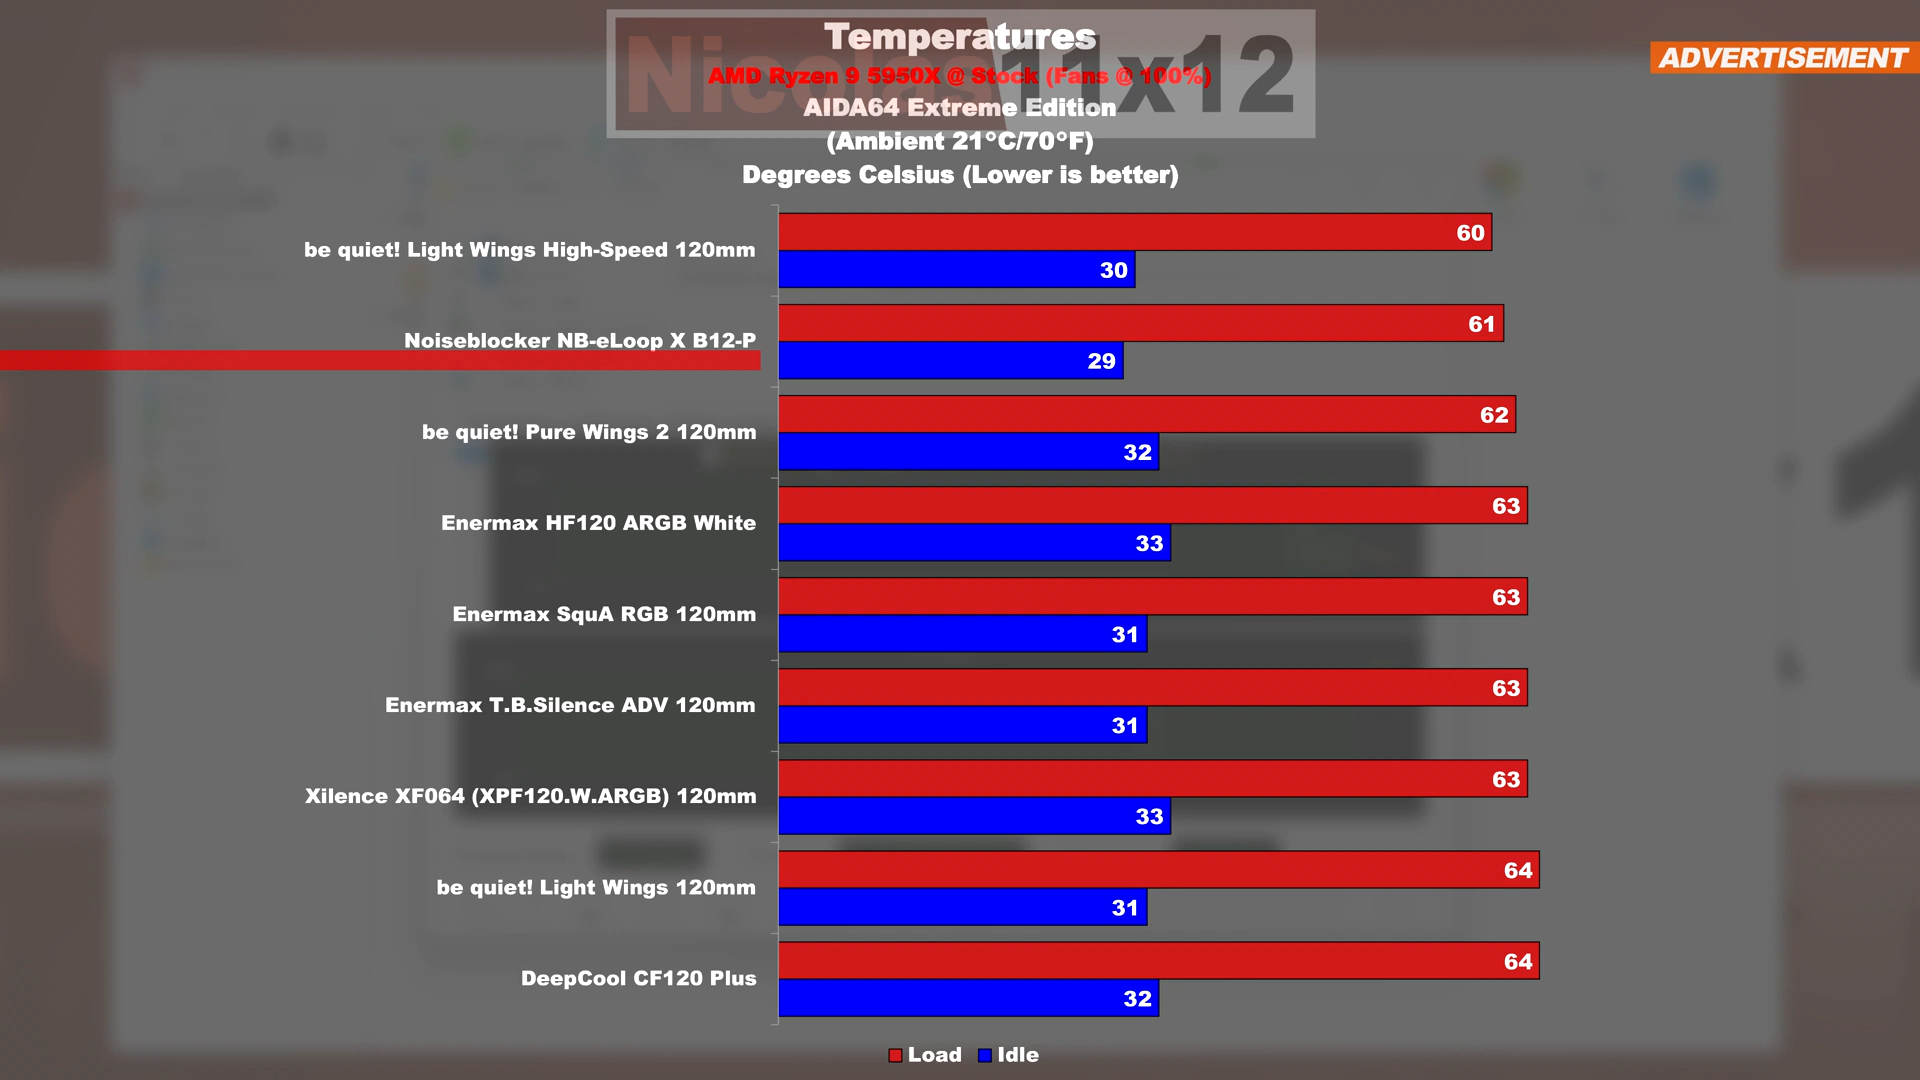 Nicolas11x12
Temperatures
ADVERTISEMENT
AMD Ryzen 9 5950X @ Stock (Fans @ 100%)
AIDA64 Extreme Edition
(Ambient 21°C/70°F)
Degrees Celsius (Lower is better)
be quiet! Light Wings High-Speed 120mm
60
30
Noiseblocker NB-eLoop X B12-P
61
29
be quiet! Pure Wings 2 120mm
62
32
Enermax HF120 ARGB White
63
33
Enermax SquA RGB 120mm
63
31
Enermax T.B.Silence ADV 120mm
63
31
Xilence XF064 (XPF120.W.ARGB) 120mm
63
33
be quiet! Light Wings 120mm
64
31
DeepCool CF120 Plus
64
32
Load Idle